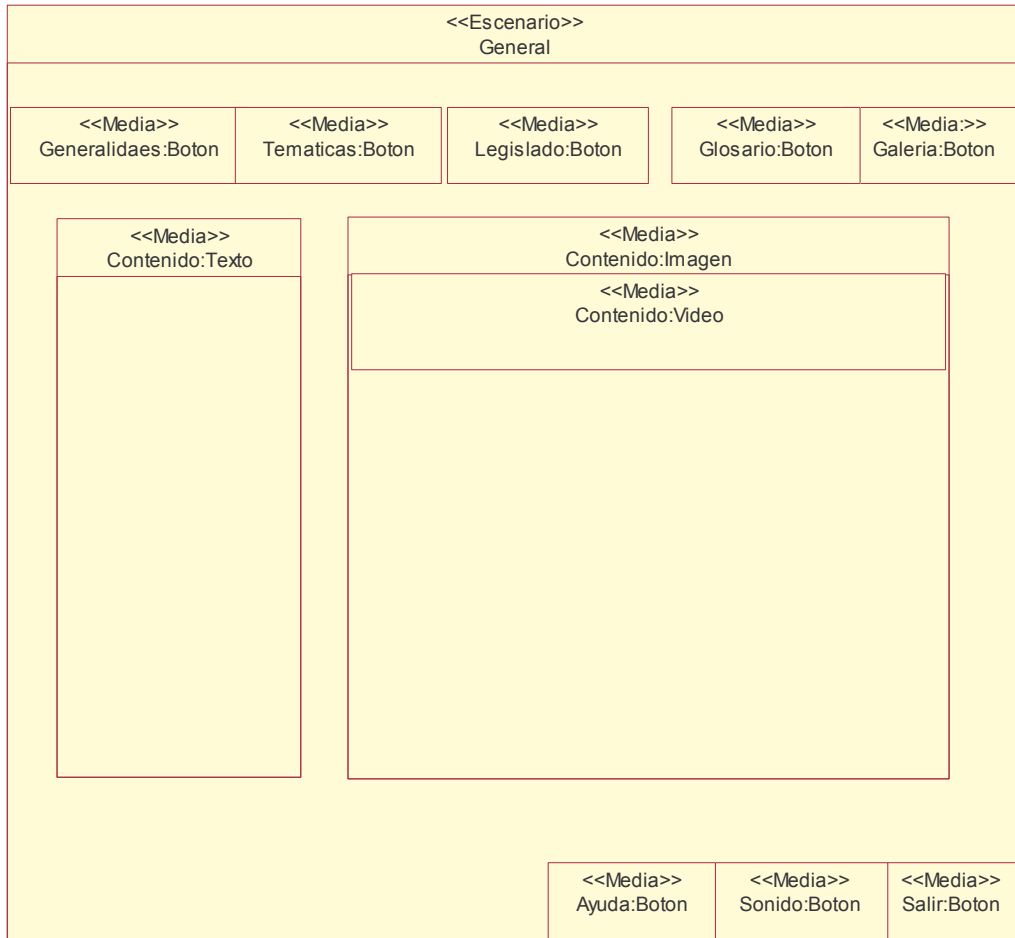 <<Escenario>>
General
<<Media>>
Generalidaes:Boton
<<Media>>
Tematicas:Boton
<<Media>>
Legislado:Boton
<<Media>>
Glosario:Boton
<<Media:>>
Galeria:Boton
<<Media>>
Contenido:Texto
<<Media>>
Contenido:Imagen
<<Media>>
Contenido:Video
<<Media>>
Ayuda:Boton
<<Media>>
Sonido:Boton
<<Media>>
Salir:Boton